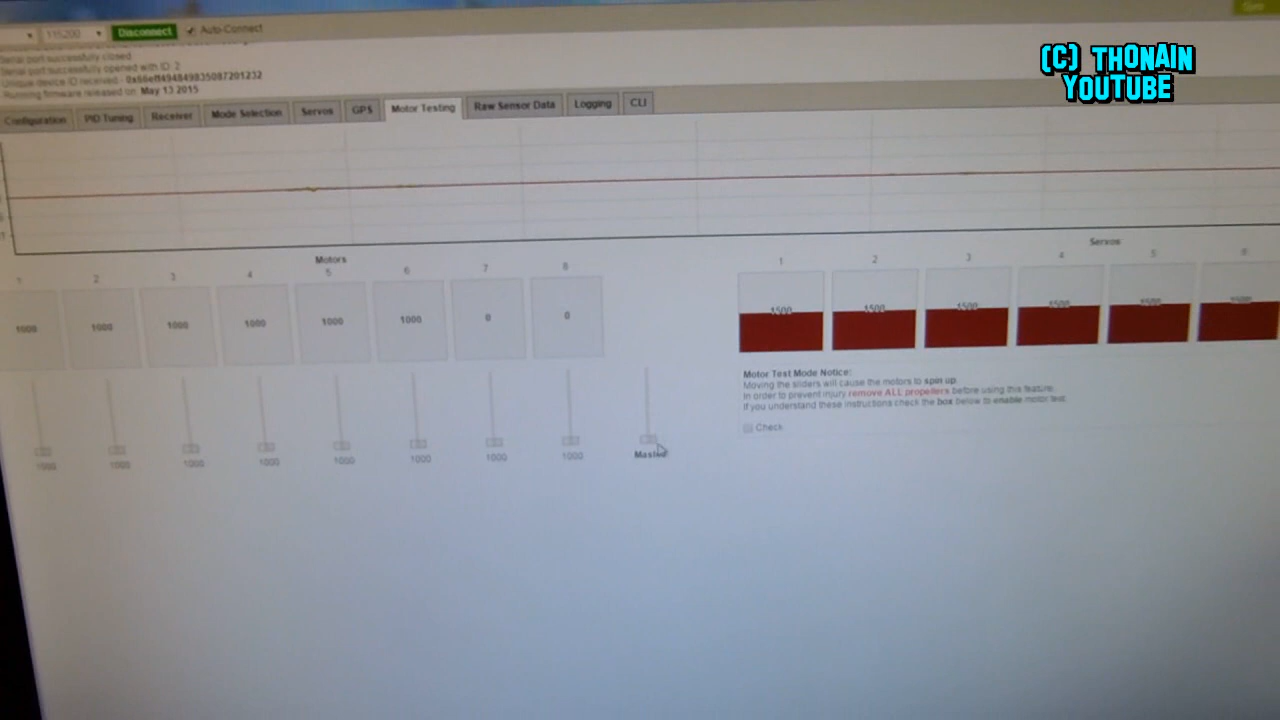 115200 Disconnect Auto-Connect
Serial port successfully closed
Serial port successfully opened with ID: 2
Unique device ID received - 0x66eff494849835087201232
Running firmware released on: May 13 2015
(C) THONAIN
YOUTUBE
Configuration PID Tuning Receiver Mode Selection Servos GPS Motor Testing Raw Sensor Data Logging CLI
Motors
1 2 3 4 5 6 7 8
1000 1000 1000 1000 1000 1000 0 0
1000 1000 1000 1000 1000 1000 1000 1000 Master
Servos
1 2 3 4 5 6
1500 1500 1500 1500 1500 1500
Motor Test Mode Notice:
Moving the sliders will cause the motors to spin up.
In order to prevent injury remove ALL propellers before using this feature.
If you understand these instructions check the box below to enable motor test.
Check